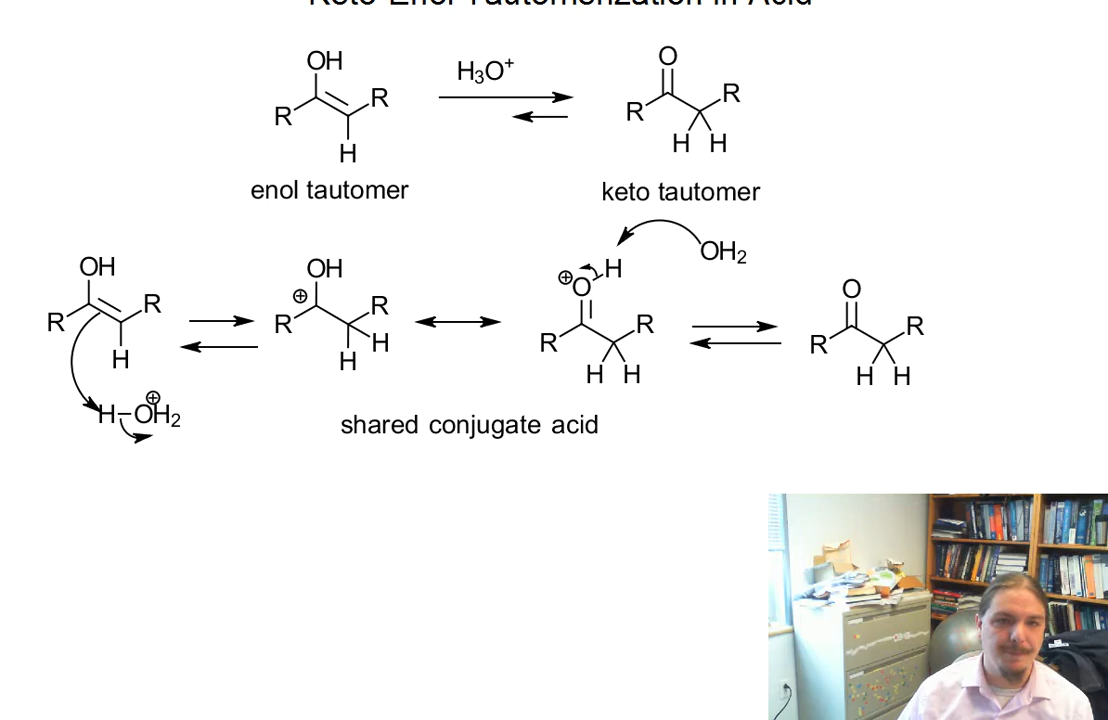 Keto-Enol Tautomerization in Acid
OH
R
R
H
H₃O⁺
O
R
R
H H
enol tautomer
keto tautomer
OH
R
R
H
H–OH₂
⊕
OH
⊕
R
R
H
H
⊕
O
H
OH₂
R
R
H H
O
R
R
H H
shared conjugate acid